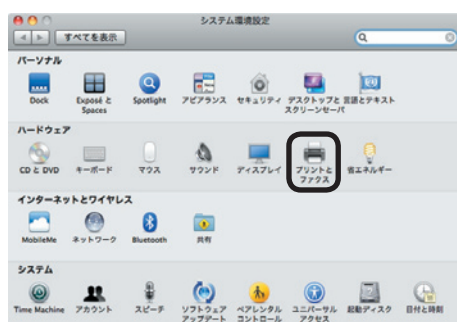 システム環境設定
すべてを表示
パーソナル
Dock
Exposé と
Spaces
Spotlight
アピアランス
セキュリティ
デスクトップと
スクリーンセーバ
言語とテキスト
ハードウェア
CD と DVD
キーボード
マウス
サウンド
ディスプレイ
プリントと
ファクス
省エネルギー
インターネットとワイヤレス
MobileMe
ネットワーク
Bluetooth
共有
システム
Time Machine
アカウント
スピーチ
ソフトウェア
アップデート
ペアレンタル
コントロール
ユニバーサル
アクセス
起動ディスク
日付と時刻